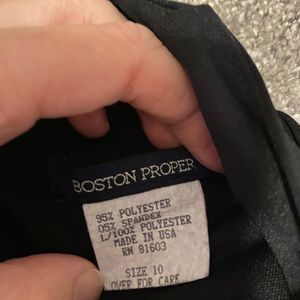 BOSTON PROPER
95% POLYESTER
05% SPANDEX
L/100% POLYESTER
MADE IN USA
RN 81603
SIZE 10
OVER FOR CARE